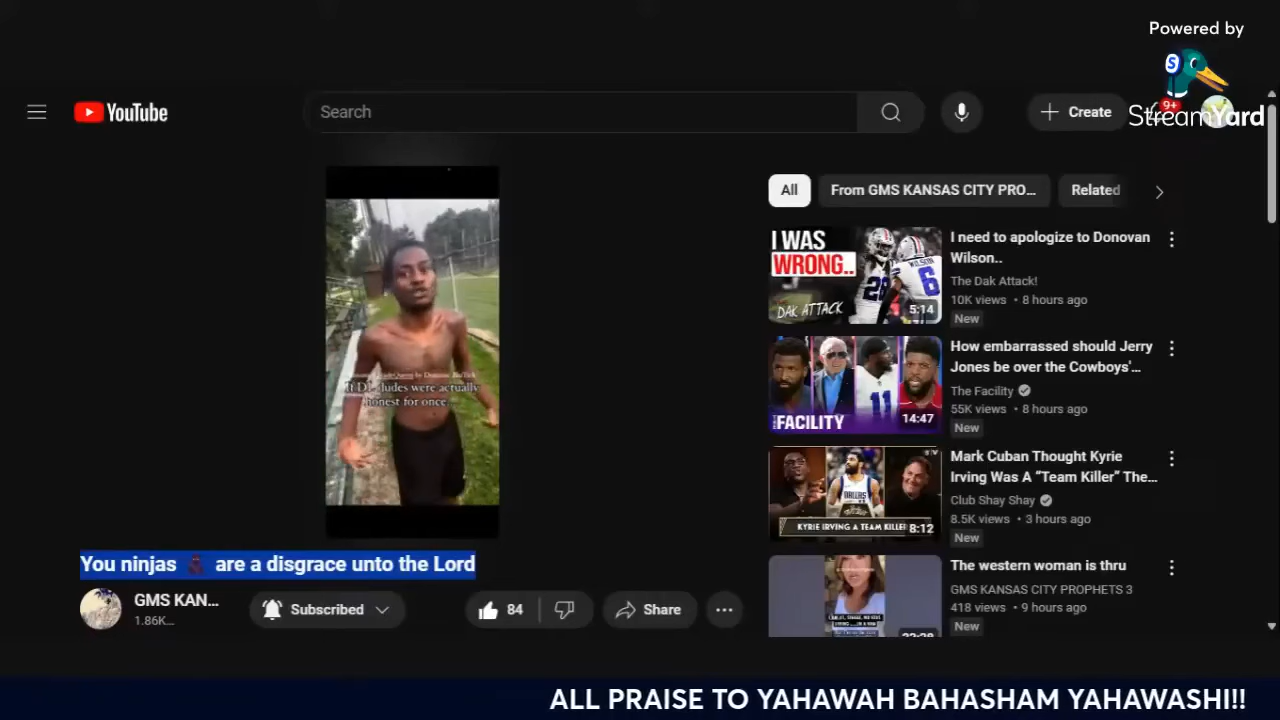 Powered by
StreamYard
YouTube
Search
9+
Create
All
From GMS KANSAS CITY PRO...
Related
I WAS
WRONG..
DAK ATTACK
5:14
I need to apologize to Donovan
Wilson..
The Dak Attack!
10K views • 8 hours ago
New
FACILITY
14:47
How embarrassed should Jerry
Jones be over the Cowboys'...
The Facility
55K views • 8 hours ago
New
KYRIE IRVING A TEAM KILLER
8:12
Mark Cuban Thought Kyrie
Irving Was A “Team Killer” The...
Club Shay Shay
8.5K views • 3 hours ago
New
The western woman is thru
GMS KANSAS CITY PROPHETS 3
418 views • 9 hours ago
New
dudes were actually
honest for once
You ninjas are a disgrace unto the Lord
GMS KAN...
1.86K...
Subscribed
84
Share
ALL PRAISE TO YAHAWAH BAHASHAM YAHAWASHI!!